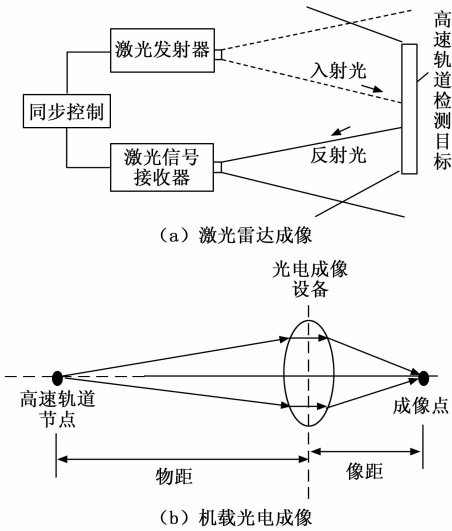 激光发射器
高速轨道检测目标
入射光
同步控制
激光信号
接收器
反射光
（a）激光雷达成像
光电成像
设备
高速轨道
节点
成像点
物距
像距
（b）机载光电成像